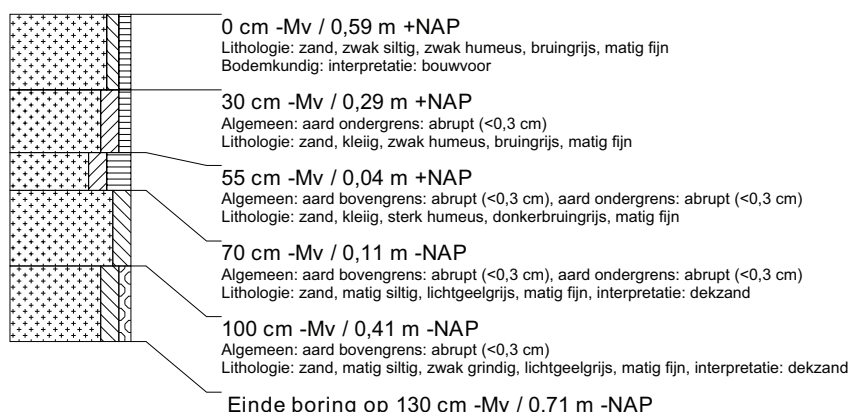 0 cm -Mv / 0,59 m +NAP
Lithologie: zand, zwak siltig, zwak humeus, bruingrijs, matig fijn
Bodemkundig: interpretatie: bouwvoor
30 cm -Mv / 0,29 m +NAP
Algemeen: aard ondergrens: abrupt (<0,3 cm)
Lithologie: zand, kleiig, zwak humeus, bruingrijs, matig fijn
55 cm -Mv / 0,04 m +NAP
Algemeen: aard bovengrens: abrupt (<0,3 cm), aard ondergrens: abrupt (<0,3 cm)
Lithologie: zand, kleiig, sterk humeus, donkerbruingrijs, matig fijn
70 cm -Mv / 0,11 m -NAP
Algemeen: aard bovengrens: abrupt (<0,3 cm), aard ondergrens: abrupt (<0,3 cm)
Lithologie: zand, matig siltig, lichtgeelgrijs, matig fijn, interpretatie: dekzand
100 cm -Mv / 0,41 m -NAP
Algemeen: aard bovengrens: abrupt (<0,3 cm)
Lithologie: zand, matig siltig, zwak grindig, lichtgeelgrijs, matig fijn, interpretatie: dekzand
Einde boring op 130 cm -Mv / 0,71 m -NAP